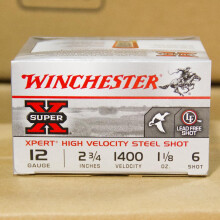 WINCHESTER
SUPER X
LF
LEAD FREE SHOT
XPERT® HIGH VELOCITY STEEL SHOT
12 2 3/4 1400 1 1/8 6
GAUGE INCHES VELOCITY OZ. SHOT